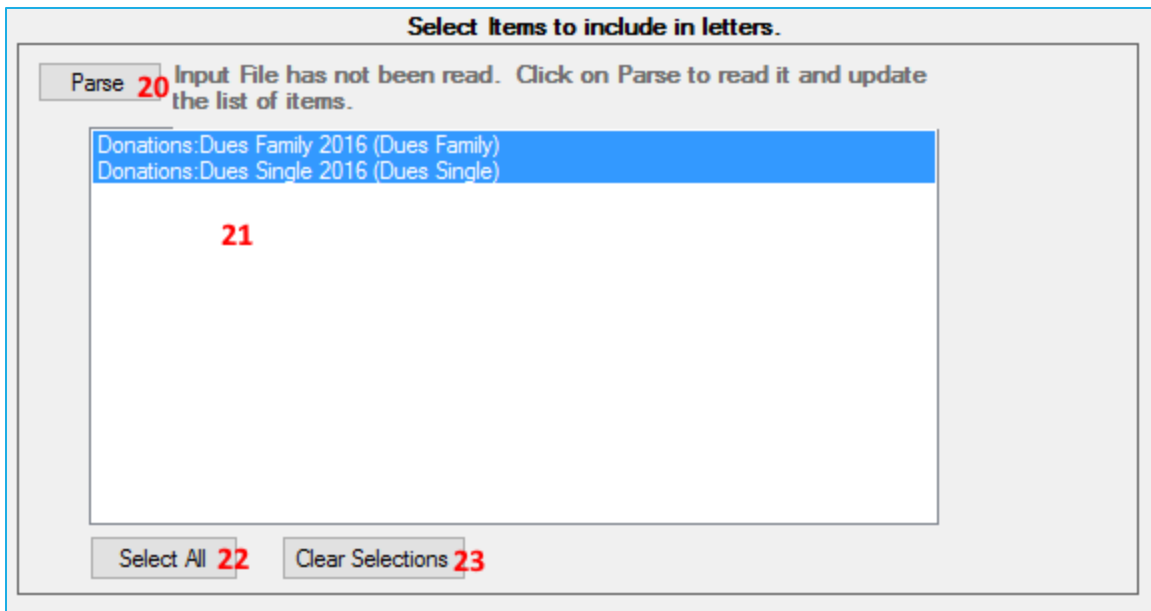 Select Items to include in letters.
Parse 20 Input File has not been read.  Click on Parse to read it and update
the list of items.
Donations:Dues Family 2016 (Dues Family)
Donations:Dues Single 2016 (Dues Single)
21
Select All 22 Clear Selections 23